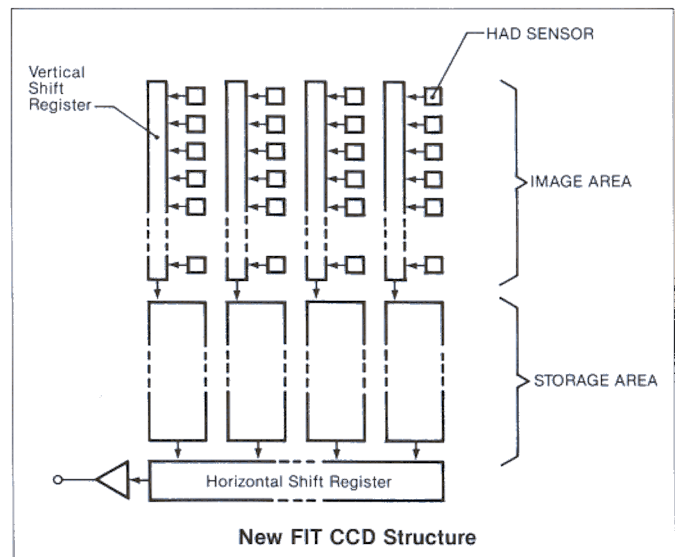 HAD SENSOR
Vertical
Shift
Register
IMAGE AREA
STORAGE AREA
Horizontal Shift Register
New FIT CCD Structure